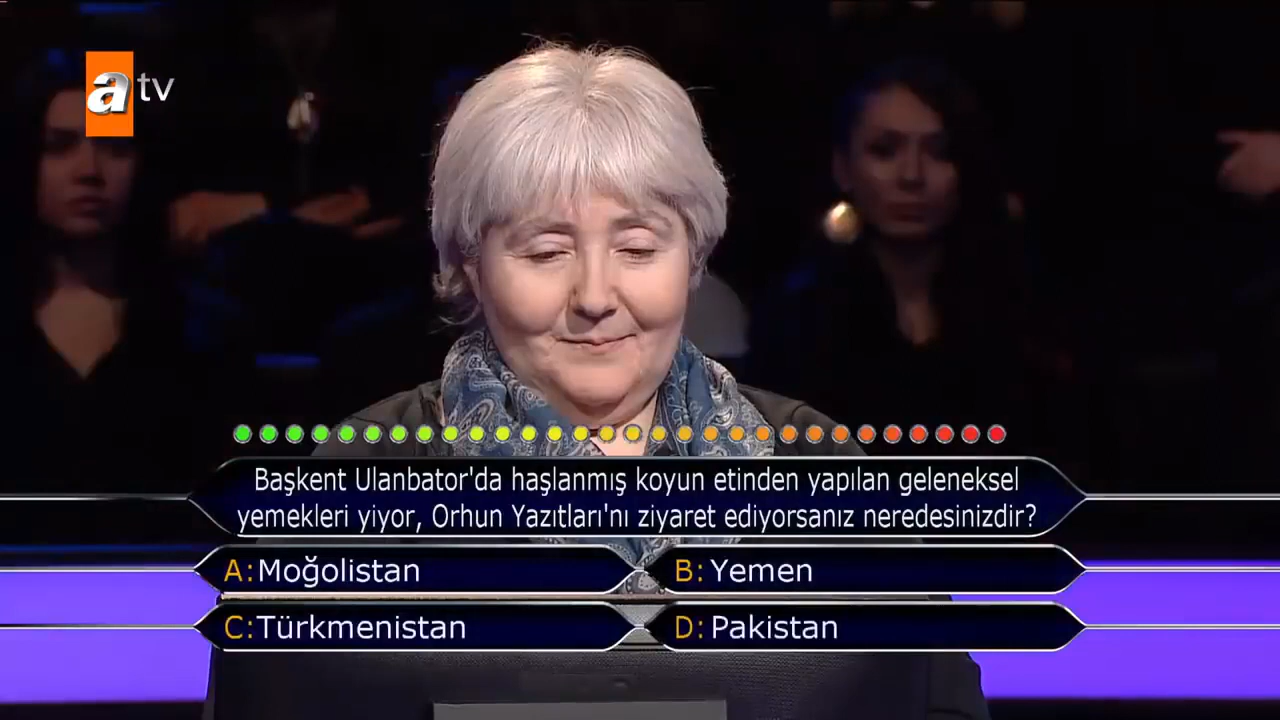 atv
Başkent Ulanbator'da haşlanmış koyun etinden yapılan geleneksel
yemekleri yiyor, Orhun Yazıtları'nı ziyaret ediyorsanız neredesinizdir?
A: Moğolistan
B: Yemen
C: Türkmenistan
D: Pakistan